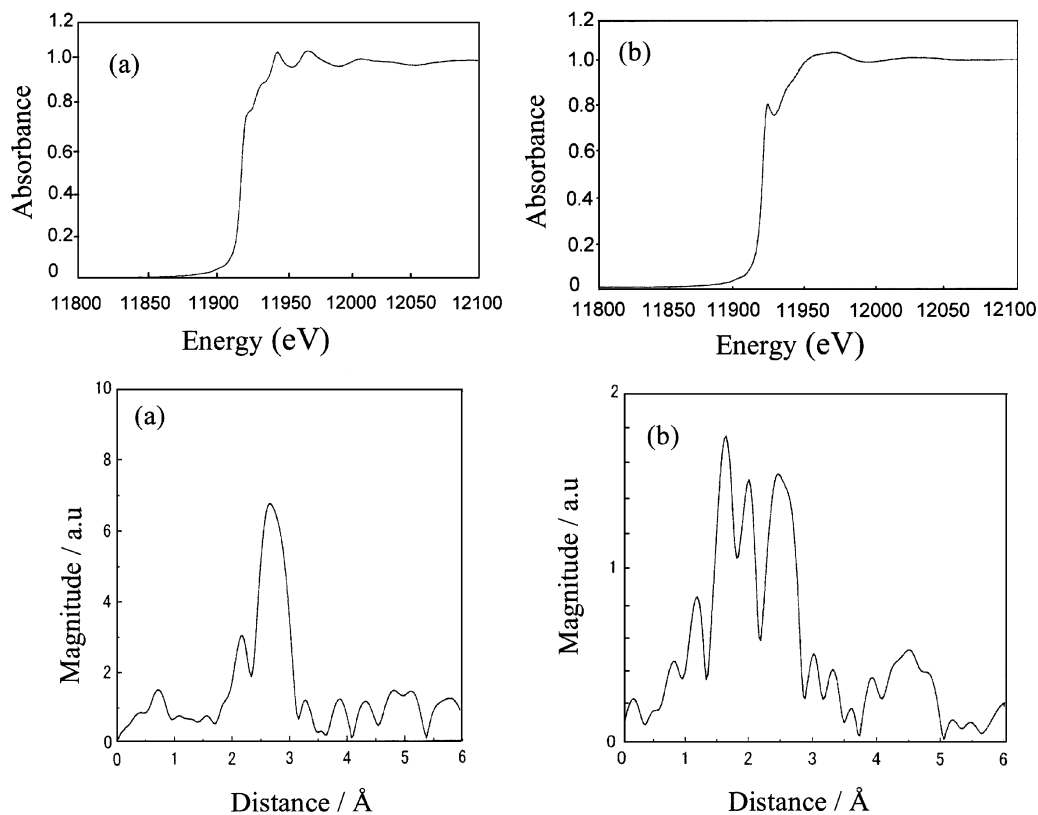 (a)
Absorbance
1.2
1.0
0.8
0.6
0.4
0.2
0
11800 11850 11900 11950 12000 12050 12100
Energy (eV)
(b)
Absorbance
1.2
1.0
0.8
0.6
0.4
0.2
0
11800 11850 11900 11950 12000 12050 12100
Energy (eV)
(a)
Magnitude / a.u
10
8
6
4
2
0
0 1 2 3 4 5 6
Distance / Å
(b)
Magnitude / a.u
2
1
0
0 1 2 3 4 5 6
Distance / Å